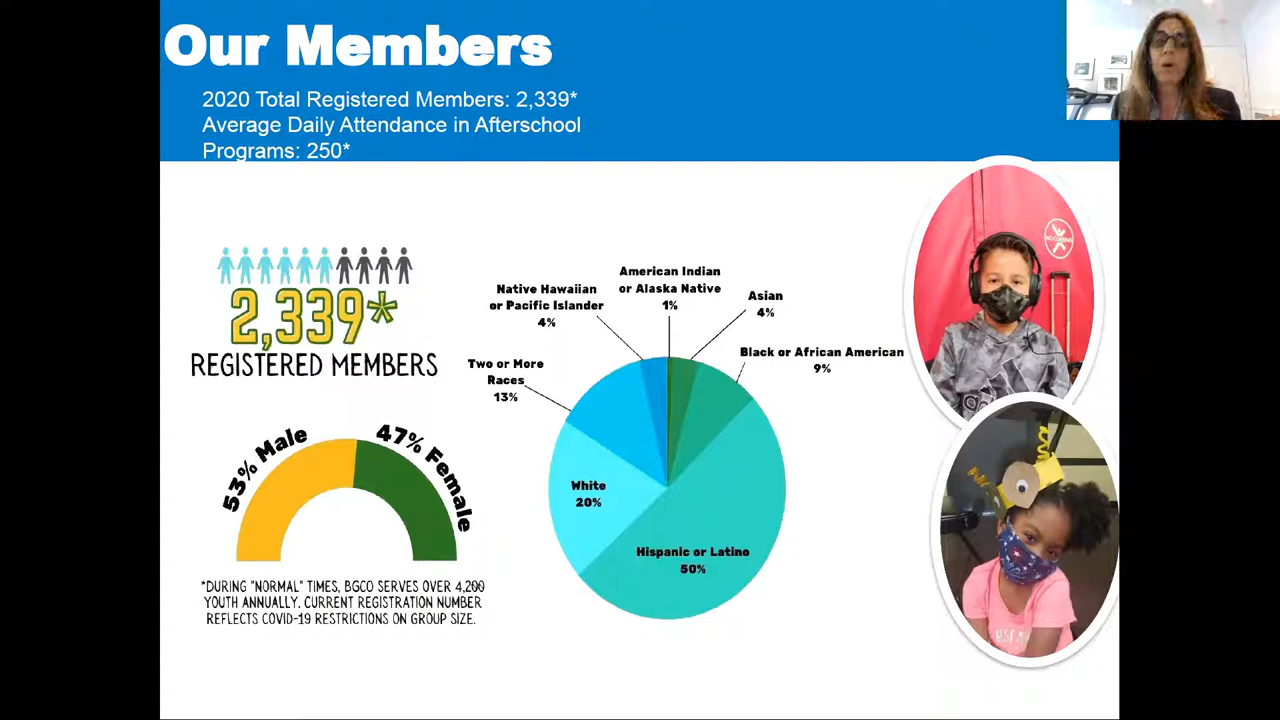 Our Members
2020 Total Registered Members: 2,339*
Average Daily Attendance in Afterschool
Programs: 250*
2,339*
REGISTERED MEMBERS
53% Male
47% Female
*DURING "NORMAL" TIMES, BGCO SERVES OVER 4,200
YOUTH ANNUALLY. CURRENT REGISTRATION NUMBER
REFLECTS COVID-19 RESTRICTIONS ON GROUP SIZE.
American Indian
or Alaska Native
1%
Native Hawaiian
or Pacific Islander
4%
Asian
4%
Black or African American
9%
Two or More
Races
13%
White
20%
Hispanic or Latino
50%
NO CLIMBING